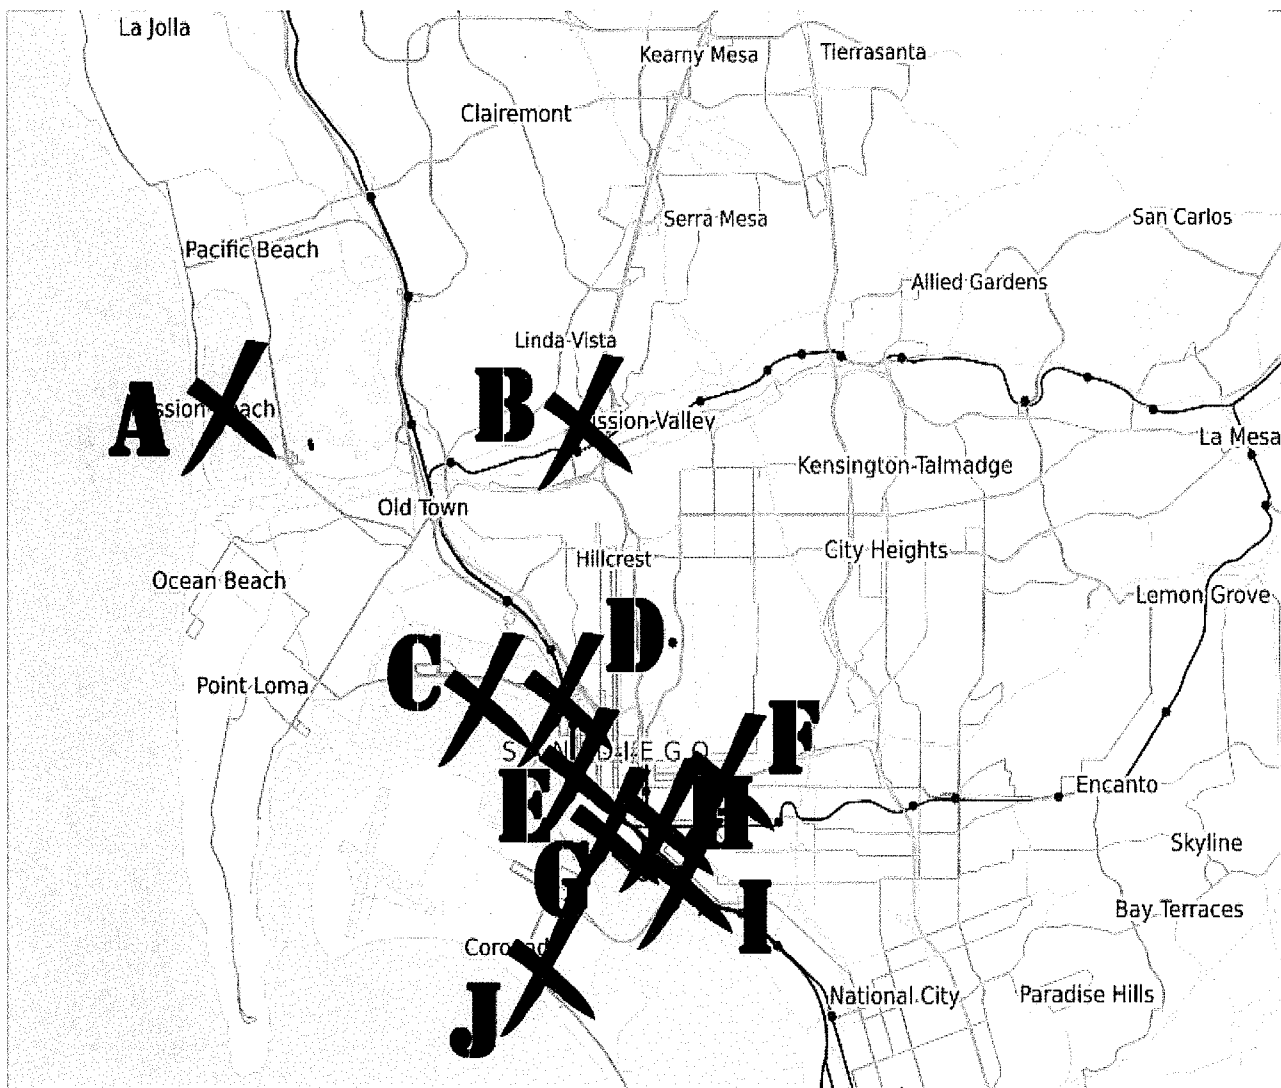 La Jolla
Kearny Mesa
Tierrasanta
Clairemont
Serra Mesa
San Carlos
Pacific Beach
Allied Gardens
Linda Vista
A
B
La Mesa
Kensington-Talmadge
Old Town
Hillcrest
City Heights
Ocean Beach
Lemon Grove
D
C
Point Loma
F
E
H
Encanto
Skyline
G
Bay Terraces
I
National City
Paradise Hills
J